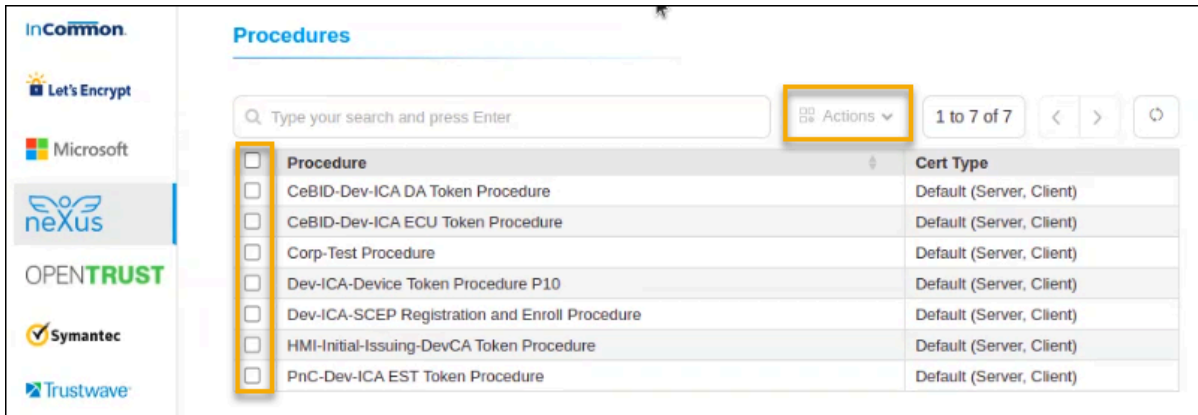 InCommon.
Let's Encrypt
Microsoft
neXus
OPENTRUST
Symantec
Trustwave
Procedures
Type your search and press Enter
Actions
1 to 7 of 7
Procedure Cert Type
CeBID-Dev-ICA DA Token Procedure Default (Server, Client)
CeBID-Dev-ICA ECU Token Procedure Default (Server, Client)
Corp-Test Procedure Default (Server, Client)
Dev-ICA-Device Token Procedure P10 Default (Server, Client)
Dev-ICA-SCEP Registration and Enroll Procedure Default (Server, Client)
HMI-Initial-Issuing-DevCA Token Procedure Default (Server, Client)
PnC-Dev-ICA EST Token Procedure Default (Server, Client)